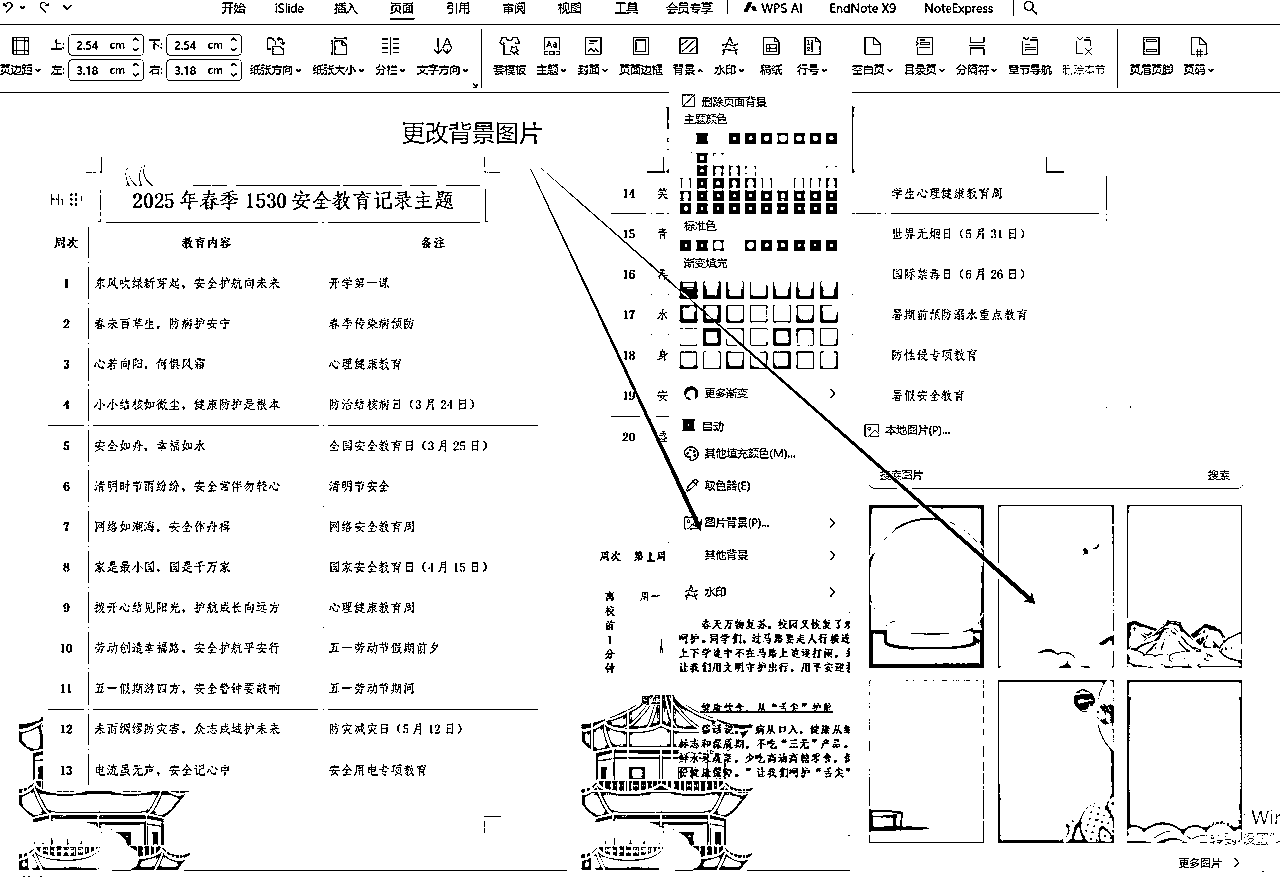 开始 iSlide 插入 页面 引用 审阅 视图 工具 会员专享 WPS AI EndNote X9 NoteExpress
上: 2.54 cm 下: 2.54 cm
页边距 左: 3.18 cm 右: 3.18 cm 纸张方向 纸张大小 分栏 文字方向 套模板 主题 封面 页面边框 背景 水印 稿纸 行号 空白页 目录页 分隔符 章节导航 删除本节 页眉页脚 页码
更改背景图片
2025 年春季 1530 安全教育记录主题
周次 教育内容 备注
1 东风吹绿新芽起，安全护航向未来 开学第一课
2 春来百草生，防病护安宁 春季传染病预防
3 心若向阳，何惧风霜 心理健康教育
4 小小结核如微尘，健康防护是根本 防治结核病日（3 月 24 日）
5 安全如舟，幸福如水 全国安全教育日（3 月 25 日）
6 清明时节雨纷纷，安全常伴勿轻心 清明节安全
7 网络如潮海，安全作舟楫 网络安全教育周
8 家是最小国，国是千万家 国家安全教育日（4 月 15 日）
9 拨开心结见阳光，护航成长向远方 心理健康教育周
10 劳动创造幸福路，安全护航平安行 五一劳动节假期前夕
11 五一假期游四方，安全警钟要敲响 五一劳动节期间
12 未雨绸缪防灾害，众志成城护未来 防灾减灾日（5 月 12 日）
13 电流虽无声，安全记心中 安全用电专项教育
14 笑 学生心理健康教育周
15 青 世界无烟日（5 月 31 日）
16 国际禁毒日（6 月 26 日）
17 水 暑期前预防溺水重点教育
18 身 防性侵专项教育
19 安 暑假安全教育
20
周次 第上周
离校前1分钟 周一
春天万物复苏，校园又恢复了
呵护。同学们，过马路要走人行横道
上下学途中不在马路上追逐打闹，
让我们用文明守护出行，用平安迎
健康饮食，从“舌尖”护航
病从口入，健康从
标志和保质期，不吃“三无”产品。
鲜水果蔬菜，少吃高油高糖零食，
”让我们呵护“舌尖”
删除页面背景
主题颜色
标准色
渐变填充
更多渐变
自动
其他填充颜色(M)...
取色器(E)
图片背景(P)...
其他背景
水印
本地图片(P)...
搜索图片 搜索
更多图片
Win